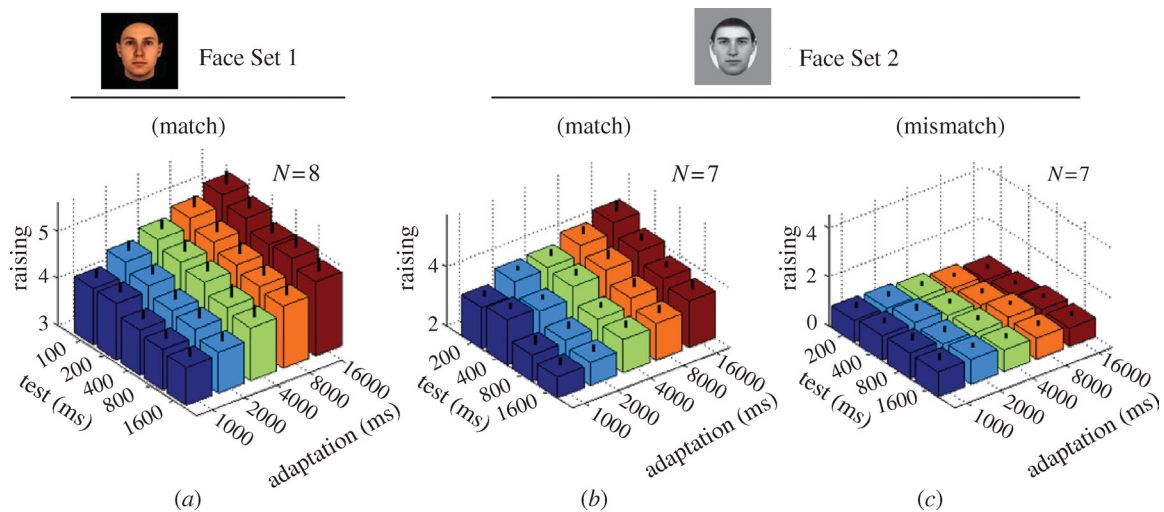 Face Set 1
Face Set 2
(match)
(match)
(mismatch)
N=8
N=7
N=7
raising
5
4
3
100
200
400
800
1600
test (ms)
1000
2000
4000
8000
16000
adaptation (ms)
raising
4
2
200
400
800
1600
test (ms)
1000
2000
4000
8000
16000
adaptation (ms)
raising
4
2
0
200
400
800
1600
test (ms)
1000
2000
4000
8000
16000
adaptation (ms)
(a)
(b)
(c)